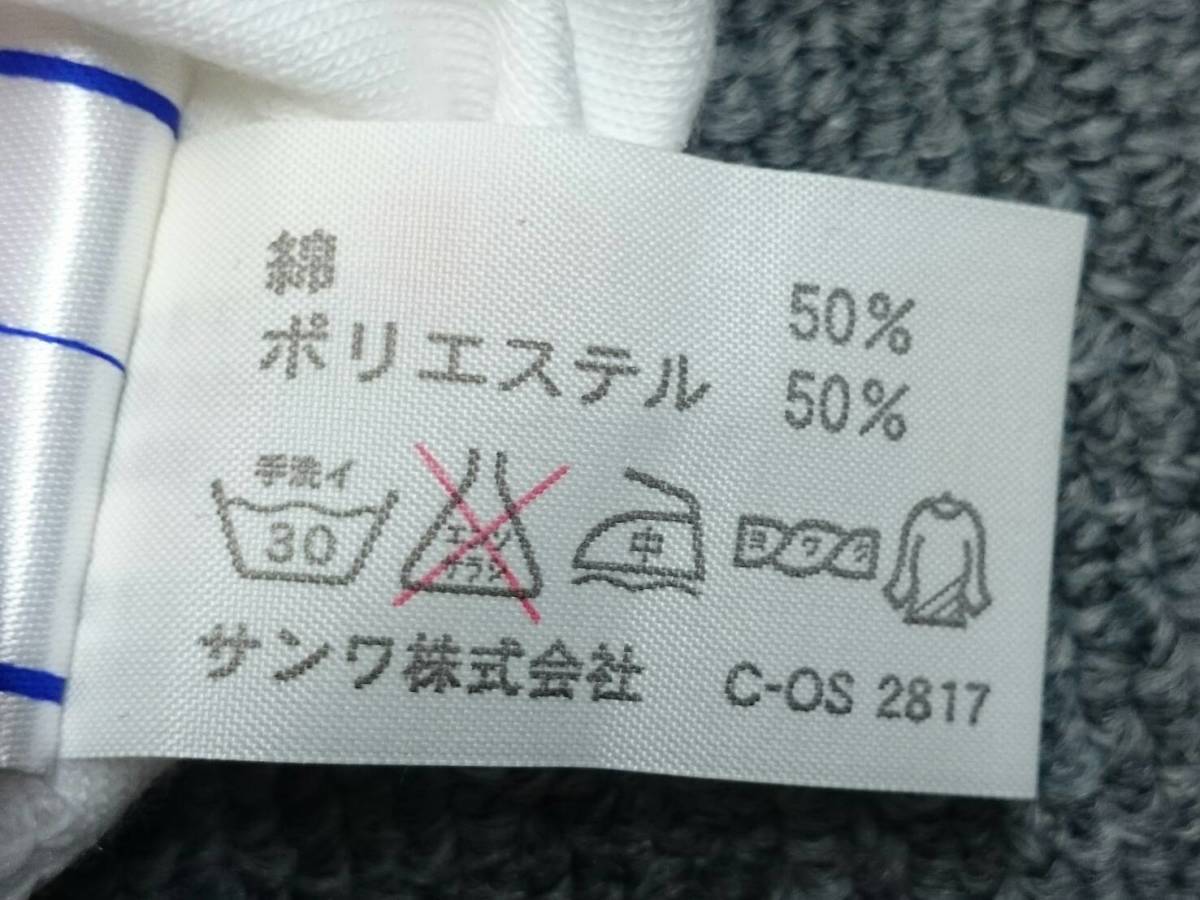 綿 50%
ポリエステル 50%
手洗イ
30
エンソ
サラシ
中
ヨワク
サンワ株式会社 C-OS 2817